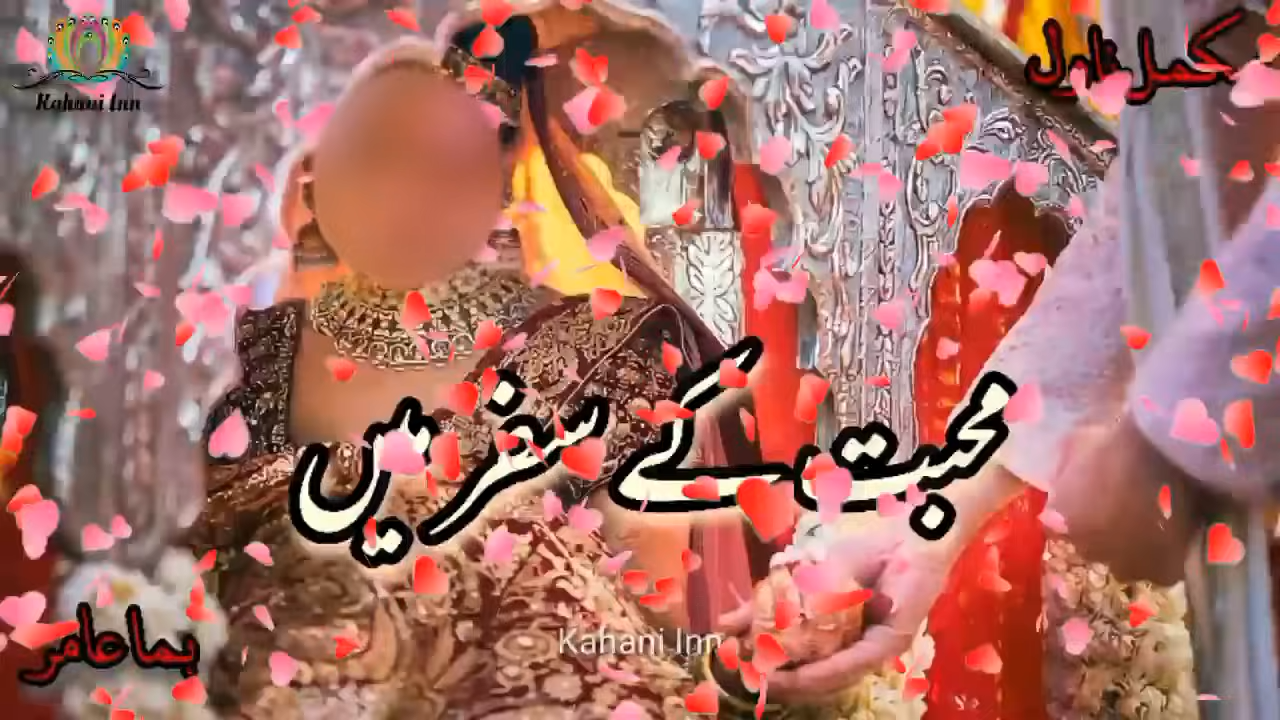 Kahani Inn
مکمل ناول
محبت کے سفر میں
ہما عامر
Kahani Inn